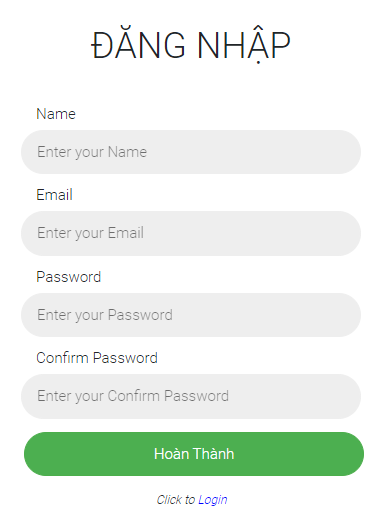 ĐĂNG NHẬP
Name
Enter your Name
Email
Enter your Email
Password
Enter your Password
Confirm Password
Enter your Confirm Password
Hoàn Thành
Click to Login